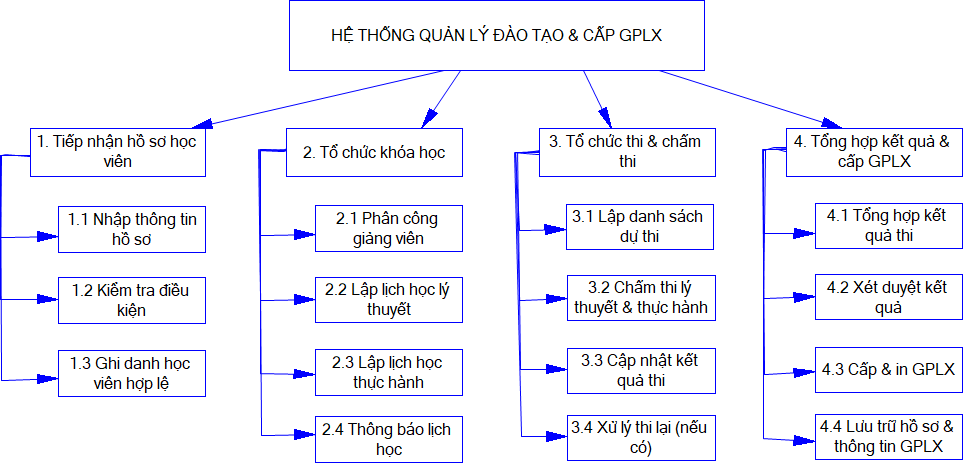 HỆ THỐNG QUẢN LÝ ĐÀO TẠO & CẤP GPLX
1. Tiếp nhận hồ sơ học
viên
1.1 Nhập thông tin
hồ sơ
1.2 Kiểm tra điều
kiện
1.3 Ghi danh học
viên hợp lệ
2. Tổ chức khóa học
2.1 Phân công
giảng viên
2.2 Lập lịch học lý
thuyết
2.3 Lập lịch học
thực hành
2.4 Thông báo lịch
học
3. Tổ chức thi & chấm
thi
3.1 Lập danh sách
dự thi
3.2 Chấm thi lý
thuyết & thực hành
3.3 Cập nhật kết
quả thi
3.4 Xử lý thi lại (nếu
có)
4. Tổng hợp kết quả &
cấp GPLX
4.1 Tổng hợp kết
quả thi
4.2 Xét duyệt kết
quả
4.3 Cấp & in GPLX
4.4 Lưu trữ hồ sơ &
thông tin GPLX